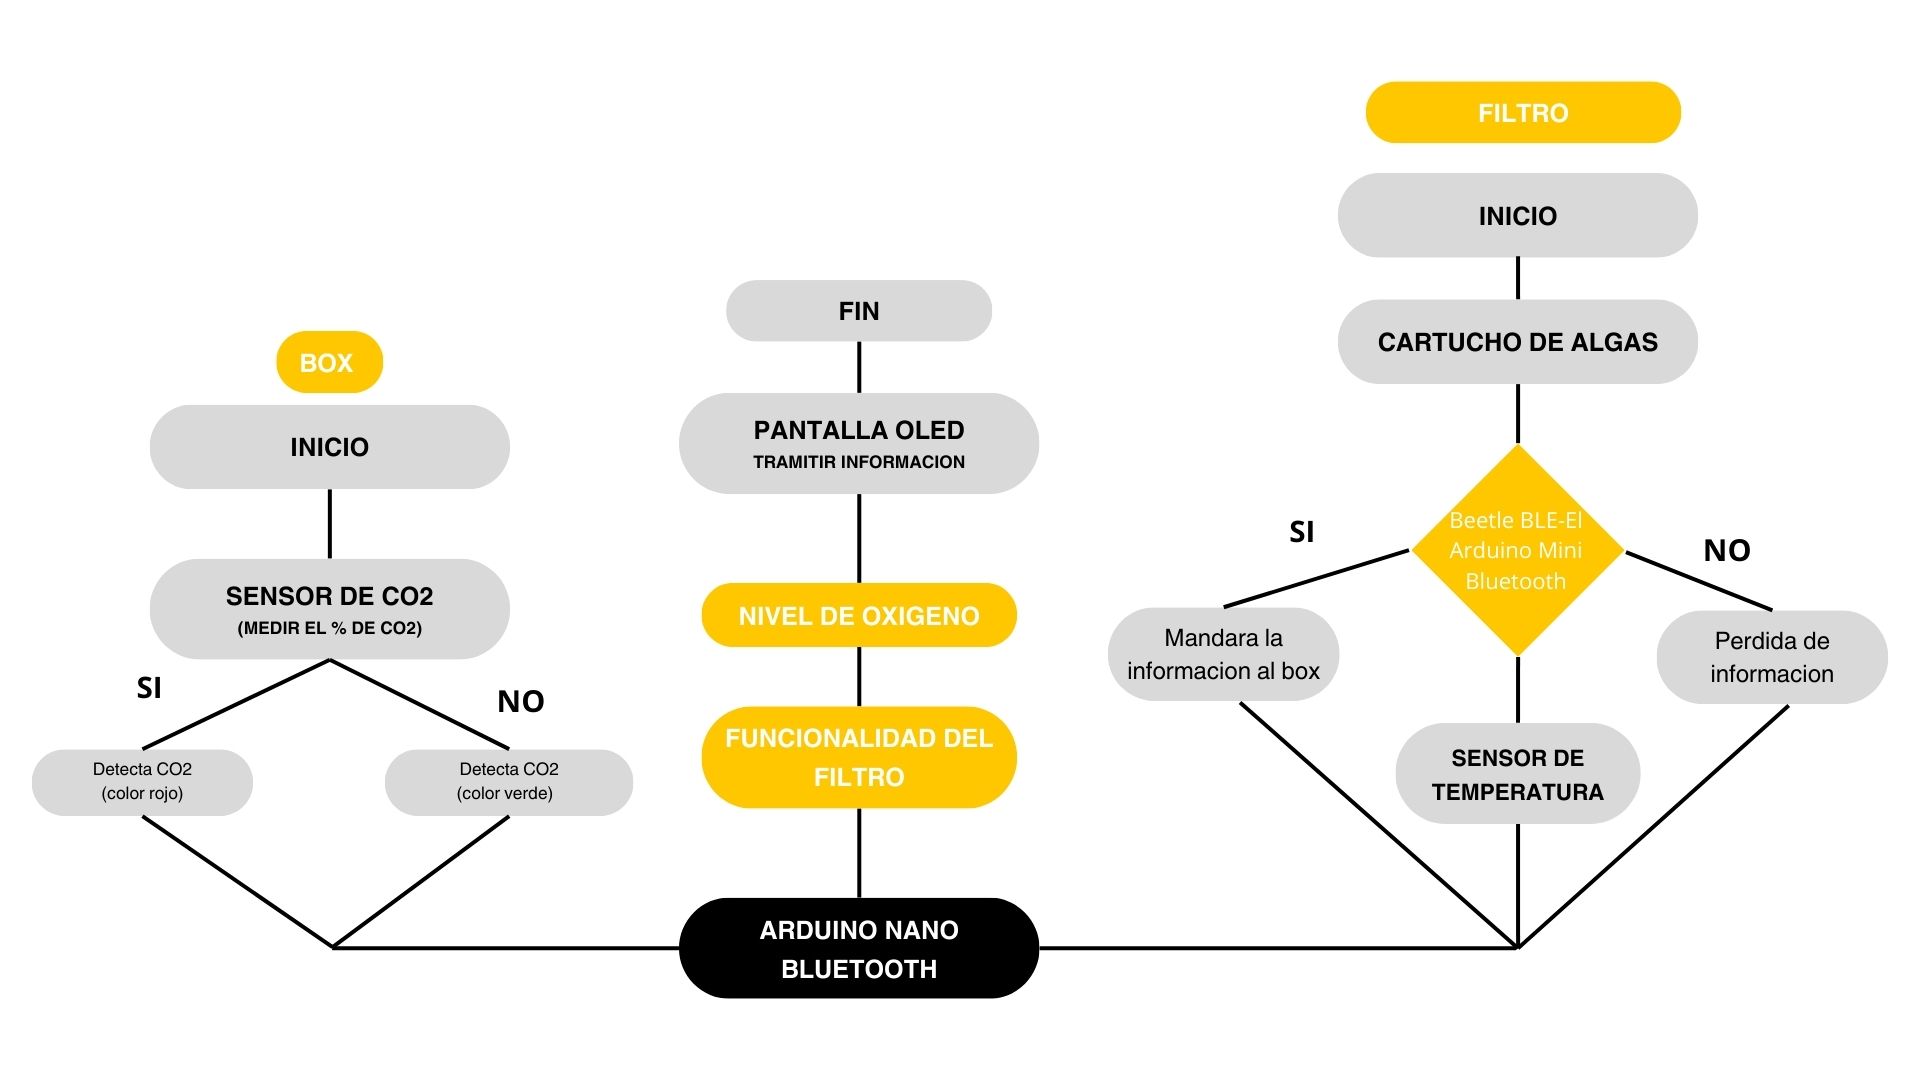 BOX
INICIO
SENSOR DE CO2
(MEDIR EL % DE CO2)
SI
NO
Detecta CO2
(color rojo)
Detecta CO2
(color verde)
FIN
PANTALLA OLED
TRAMITIR INFORMACION
NIVEL DE OXIGENO
FUNCIONALIDAD DEL
FILTRO
ARDUINO NANO
BLUETOOTH
FILTRO
INICIO
CARTUCHO DE ALGAS
Beetle BLE-El
Arduino Mini
Bluetooth
SI
NO
Mandara la
informacion al box
Perdida de
informacion
SENSOR DE
TEMPERATURA